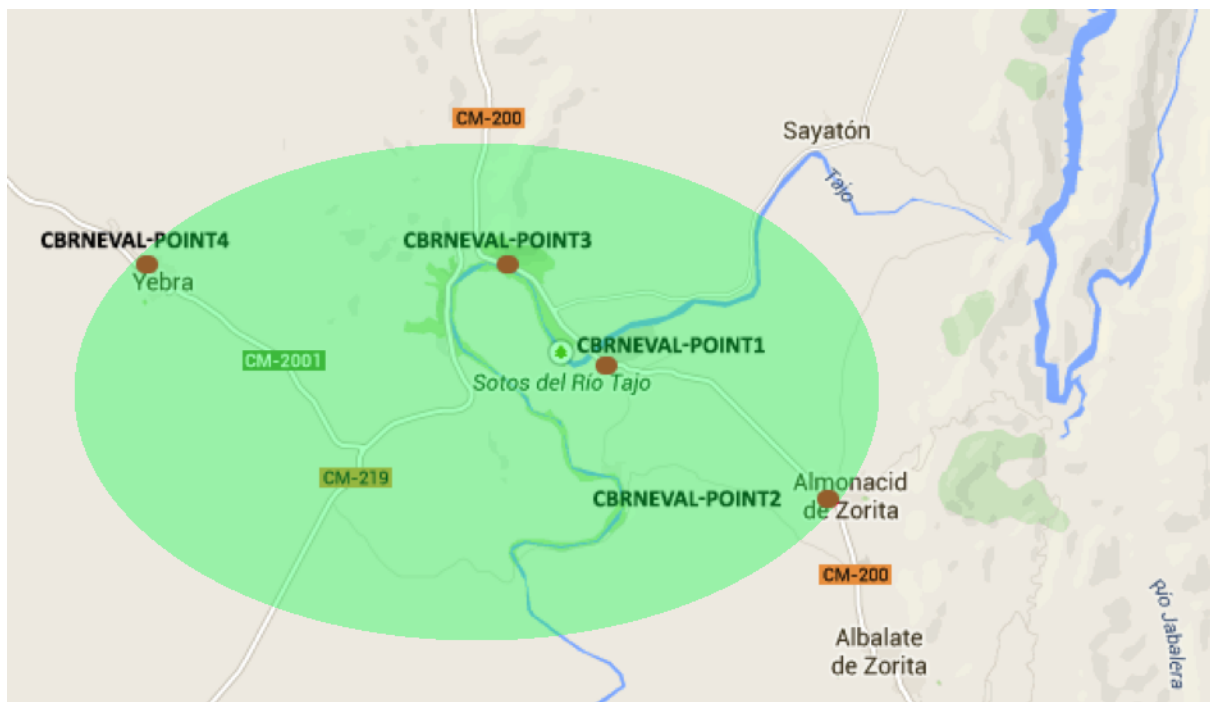 CM-200
Sayatón
Tajo
CBRNEVAL-POINT4
CBRNEVAL-POINT3
Yebra
CBRNEVAL-POINT1
CM-2001
Sotos del Río Tajo
CM-219
Almonacid
de Zorita
CBRNEVAL-POINT2
CM-200
Río Jabalera
Albalate
de Zorita